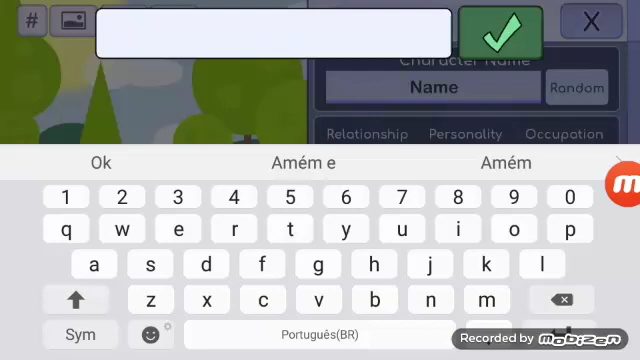 #
X
Character Name
Name
Random
Relationship Personality Occupation
Ok Amém e Amém
1 2 3 4 5 6 7 8 9 0
q w e r t y u i o p
a s d f g h j k l
z x c v b n m
Sym Português(BR)
Recorded by mobizen
m